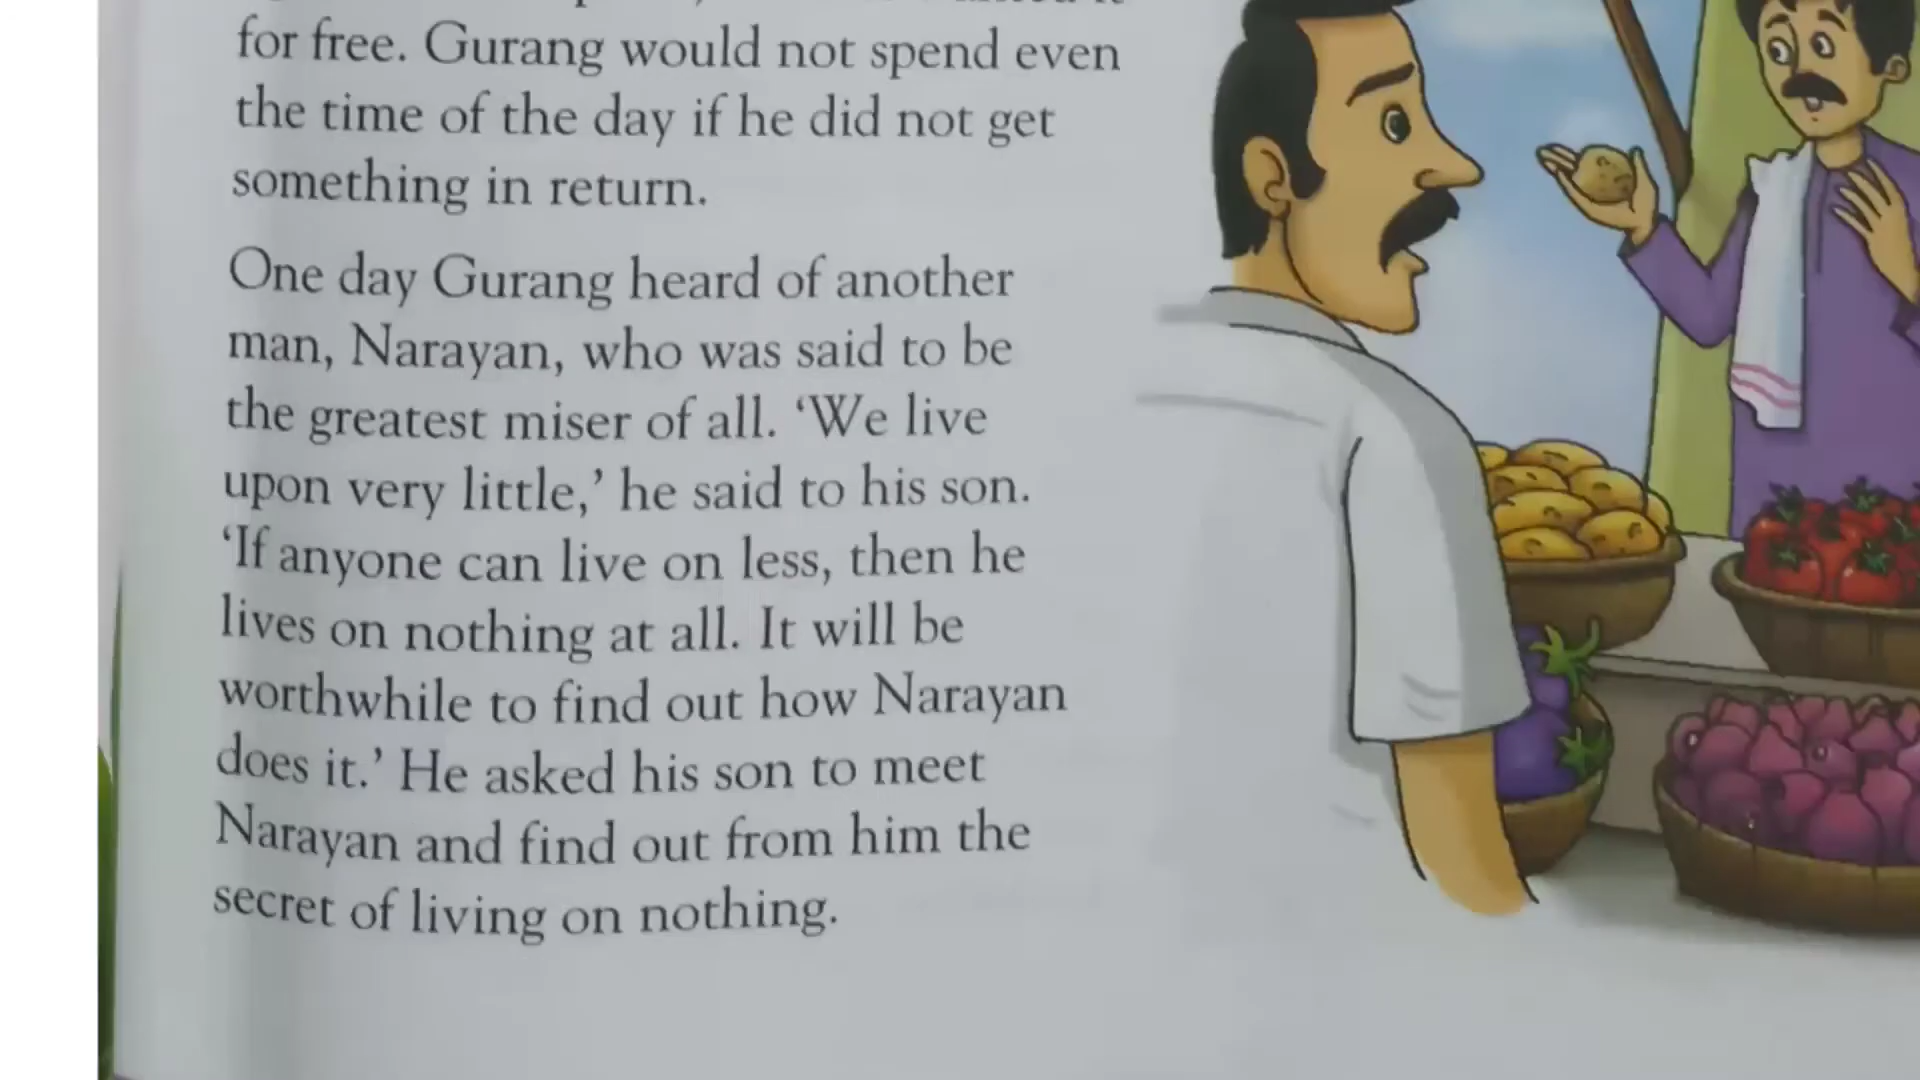 for free. Gurang would not spend even
the time of the day if he did not get
something in return.
One day Gurang heard of another
man, Narayan, who was said to be
the greatest miser of all. ‘We live
upon very little,’ he said to his son.
‘If anyone can live on less, then he
lives on nothing at all. It will be
worthwhile to find out how Narayan
does it.’ He asked his son to meet
Narayan and find out from him the
secret of living on nothing.